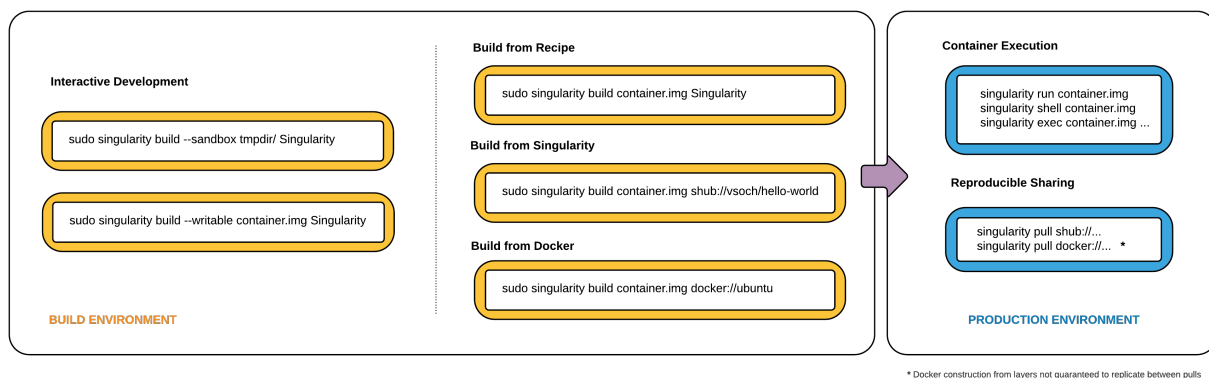 Interactive Development
sudo singularity build --sandbox tmpdir/ Singularity
sudo singularity build --writable container.img Singularity
BUILD ENVIRONMENT
Build from Recipe
sudo singularity build container.img Singularity
Build from Singularity
sudo singularity build container.img shub://vsoch/hello-world
Build from Docker
sudo singularity build container.img docker://ubuntu
Container Execution
singularity run container.img
singularity shell container.img
singularity exec container.img ...
Reproducible Sharing
singularity pull shub://...
singularity pull docker://... *
PRODUCTION ENVIRONMENT
* Docker construction from layers not guaranteed to replicate between pulls